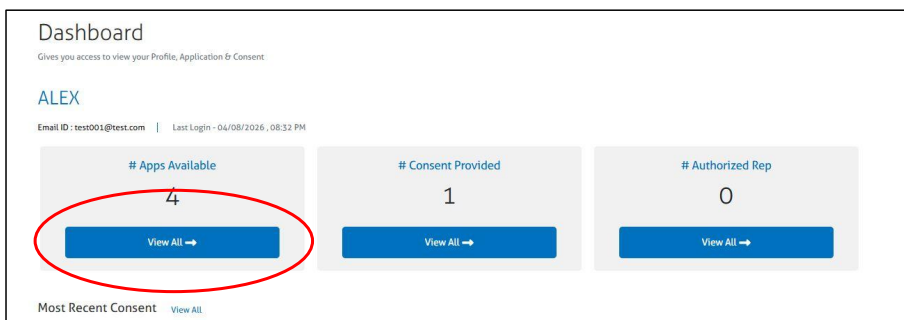 Dashboard
Gives you access to view your Profile, Application & Consent
ALEX
Email ID : test001@test.com | Last Login - 04/08/2026 , 08:32 PM
# Apps Available
4
View All →
# Consent Provided
1
View All →
# Authorized Rep
0
View All →
Most Recent Consent View All